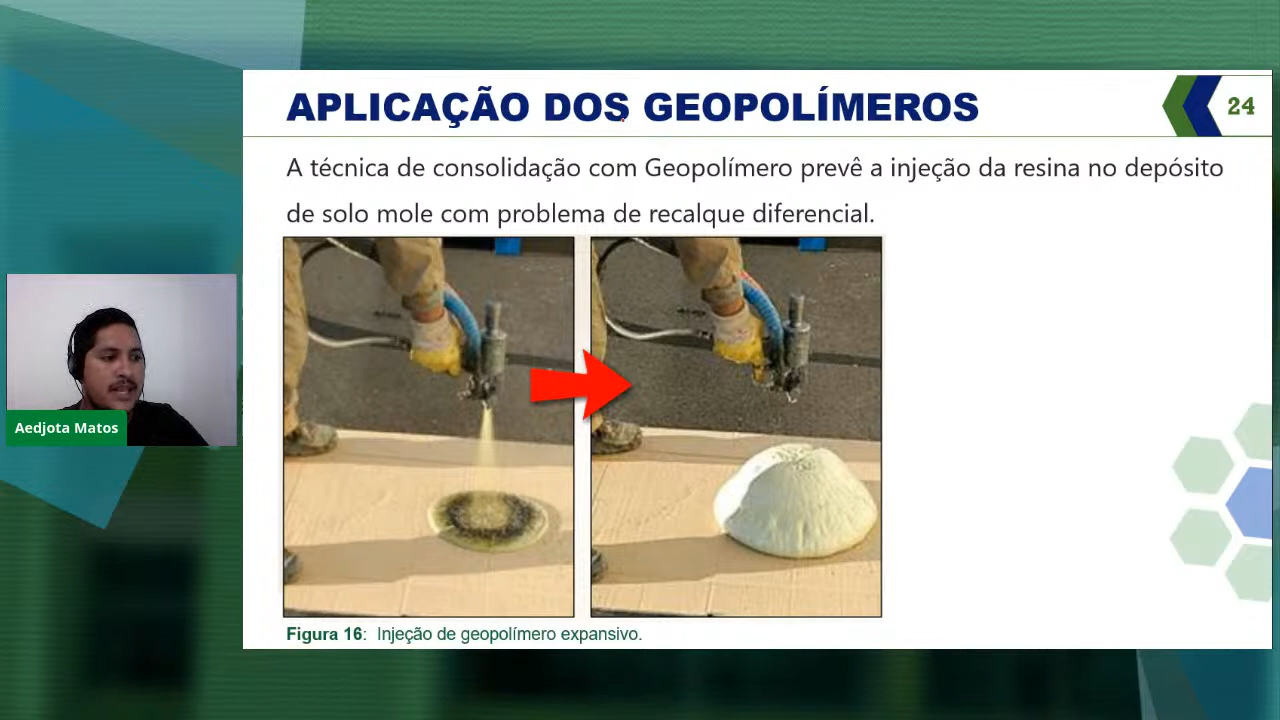 APLICAÇÃO DOS GEOPOLÍMEROS
24
A técnica de consolidação com Geopolímero prevê a injeção da resina no depósito
de solo mole com problema de recalque diferencial.
Aedjota Matos
Figura 16: Injeção de geopolímero expansivo.